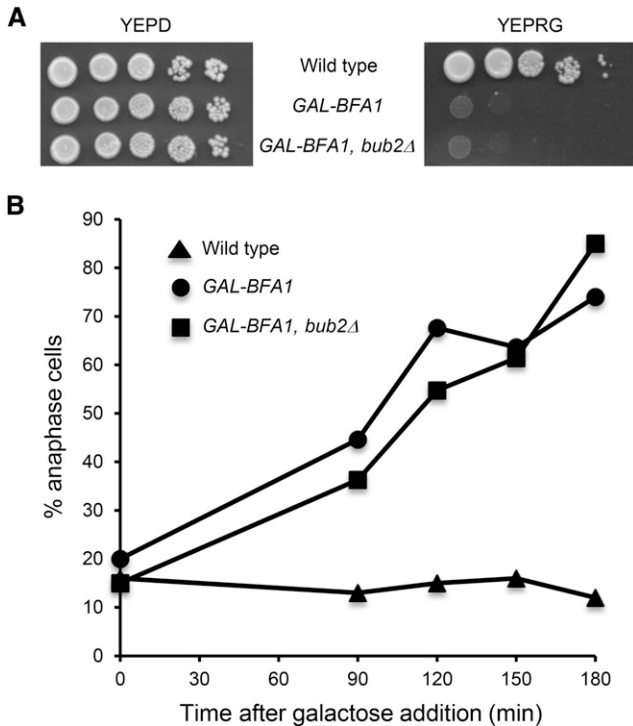 A
YEPD
YEPRG
Wild type
GAL-BFA1
GAL-BFA1, bub2Δ
B
90
80
70
60
50
40
30
20
10
0
% anaphase cells
Wild type
GAL-BFA1
GAL-BFA1, bub2Δ
0
30
60
90
120
150
180
Time after galactose addition (min)